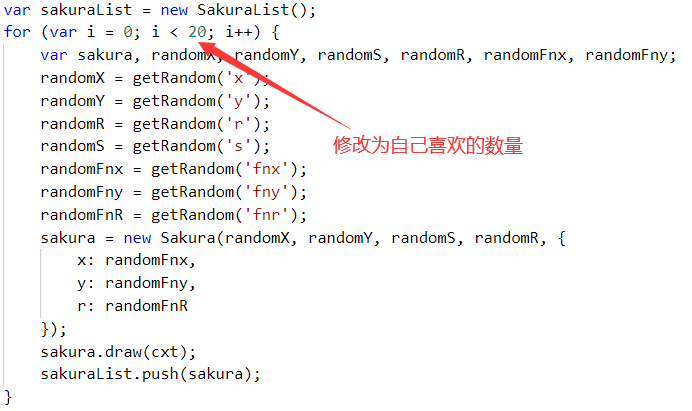 var sakuraList = new SakuraList();
for (var i = 0; i < 20; i++) {
    var sakura, randomX, randomY, randomS, randomR, randomFnx, randomFny;
    randomX = getRandom('x');
    randomY = getRandom('y');
    randomR = getRandom('r');
    randomS = getRandom('s');
修改为自己喜欢的数量
    randomFnx = getRandom('fnx');
    randomFny = getRandom('fny');
    randomFnR = getRandom('fnr');
    sakura = new Sakura(randomX, randomY, randomS, randomR, {
        x: randomFnx,
        y: randomFny,
        r: randomFnR
    });
    sakura.draw(cxt);
    sakuraList.push(sakura);
}